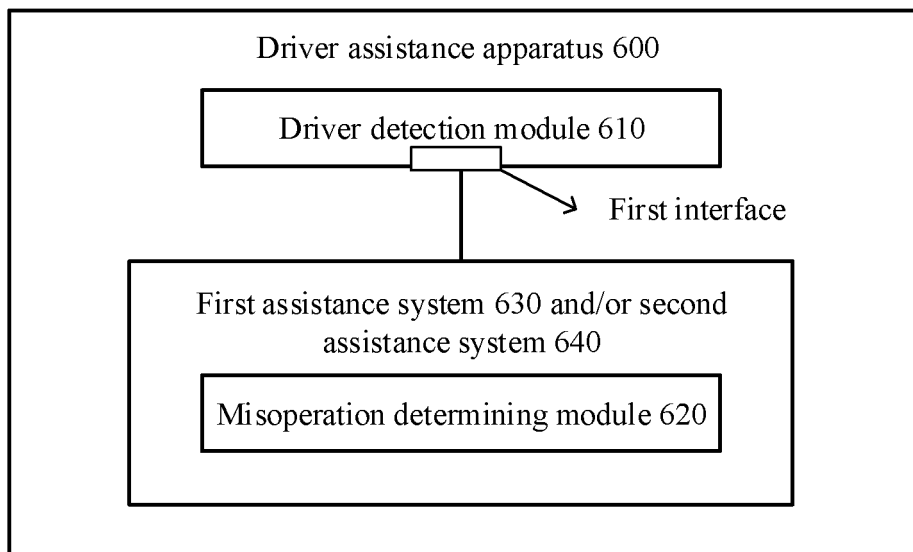 Driver assistance apparatus 600
Driver detection module 610
First interface
First assistance system 630 and/or second
assistance system 640
Misoperation determining module 620